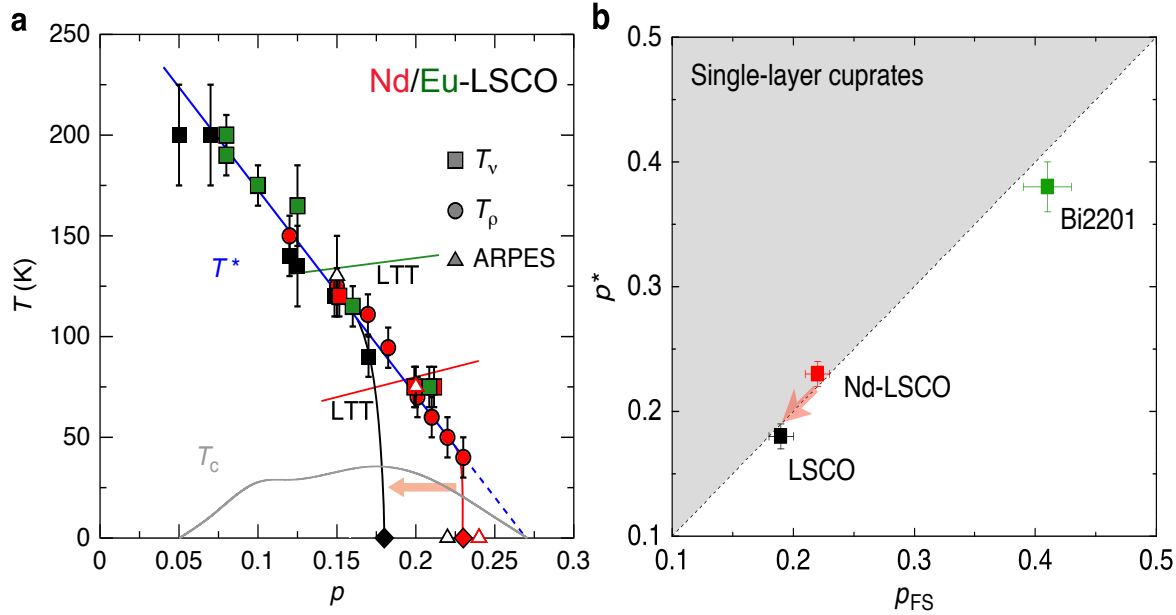 a
250
200
150
100
50
0
T (K)
0
0.05
0.10
0.15
0.20
0.25
0.3
p
Nd/Eu-LSCO
Tν
Tρ
ARPES
T*
LTT
LTT
Tc
b
0.5
0.4
0.3
0.2
0.1
p*
0.1
0.2
0.3
0.4
0.5
pFS
Single-layer cuprates
Bi2201
Nd-LSCO
LSCO